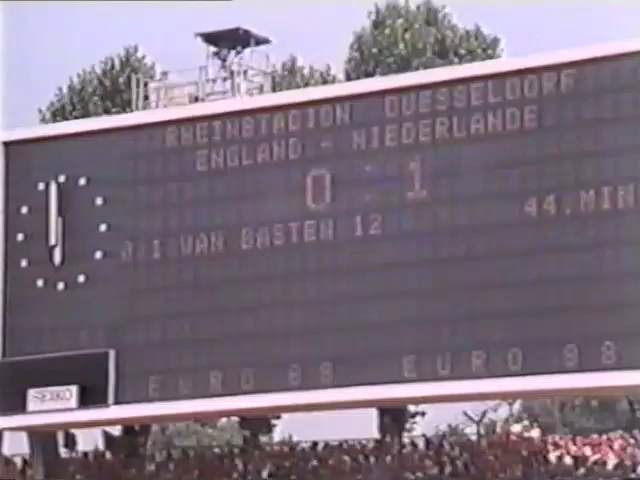 RHEINSTADION DUESSELDORF
ENGLAND - NIEDERLANDE
0 : 1
44.MIN
0 1 VAN BASTEN 12
EURO 88 EURO 88
SEIKO